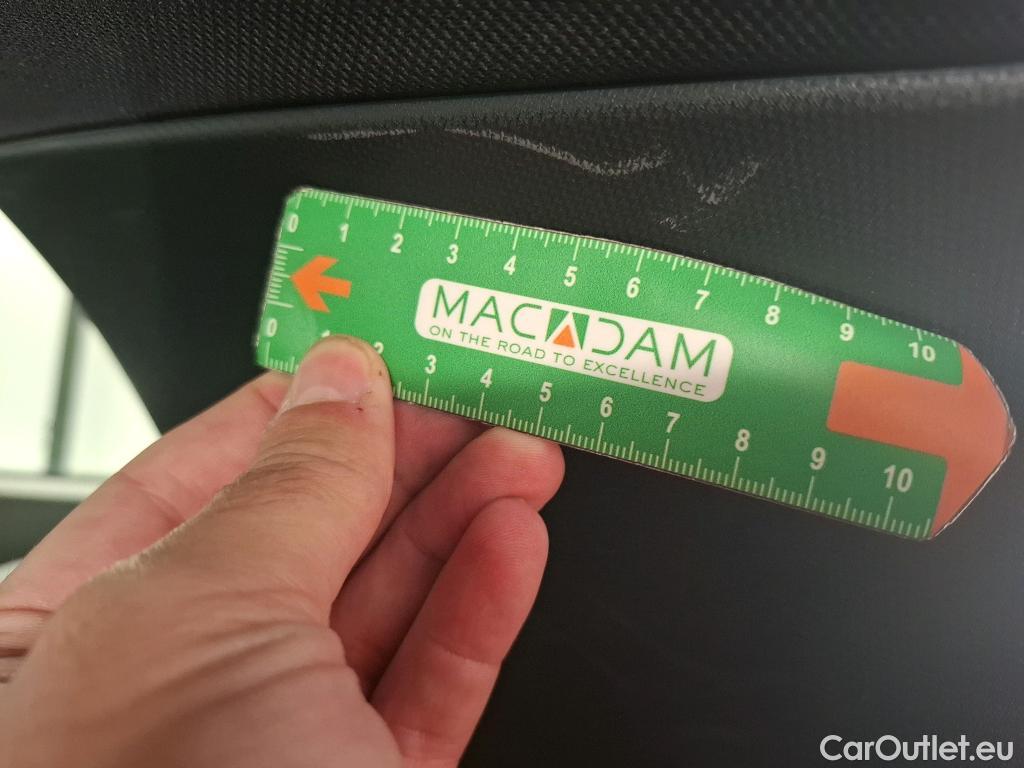 0 1 2 3 4 5 6 7 8 9 10
MACADAM
ON THE ROAD TO EXCELLENCE
0 1 2 3 4 5 6 7 8 9 10
CarOutlet.eu